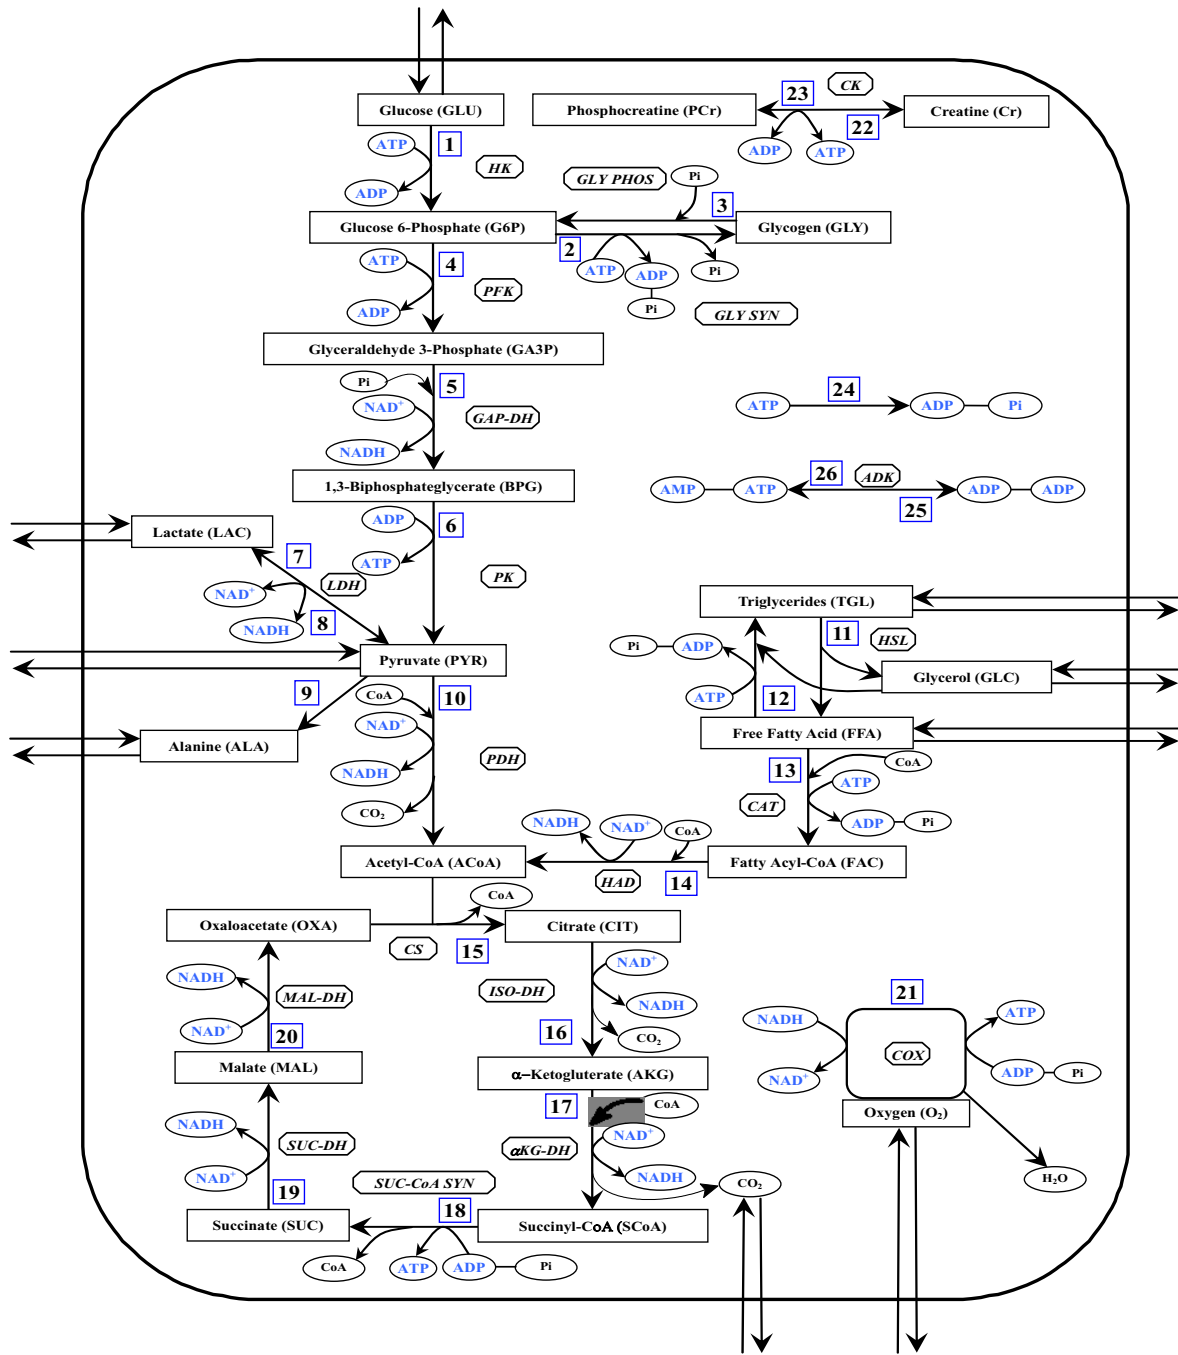 Glucose (GLU)
ATP
1
ADP
HK
Phosphocreatine (PCr)
23
CK
Creatine (Cr)
22
ADP
ATP
GLY PHOS
Pi
3
Glucose 6-Phosphate (G6P)
Glycogen (GLY)
2
ATP
ADP
Pi
Pi
GLY SYN
ATP
4
ADP
PFK
Glyceraldehyde 3-Phosphate (GA3P)
Pi
5
NAD+
GAP-DH
NADH
ATP
24
ADP
Pi
1,3-Biphosphateglycerate (BPG)
AMP
ATP
26
ADK
25
ADP
ADP
ADP
6
ATP
PK
Lactate (LAC)
7
LDH
NAD+
NADH
8
Pyruvate (PYR)
9
Alanine (ALA)
CoA
10
NAD+
NADH
PDH
CO2
Triglycerides (TGL)
11
HSL
Pi
ADP
Glycerol (GLC)
ATP
12
Free Fatty Acid (FFA)
13
CoA
ATP
CAT
ADP
Pi
Acetyl-CoA (ACoA)
NADH
NAD+
CoA
HAD
14
Fatty Acyl-CoA (FAC)
Oxaloacetate (OXA)
CoA
CS
15
Citrate (CIT)
NADH
MAL-DH
NAD+
20
ISO-DH
NAD+
NADH
16
CO2
Malate (MAL)
α–Ketogluterate (AKG)
21
NADH
COX
ATP
NAD+
ADP
Pi
Oxygen (O2)
H2O
17
CoA
NAD+
αKG-DH
NADH
CO2
NADH
SUC-DH
NAD+
19
SUC-CoA SYN
18
Succinate (SUC)
Succinyl-CoA (SCoA)
CoA
ATP
ADP
Pi